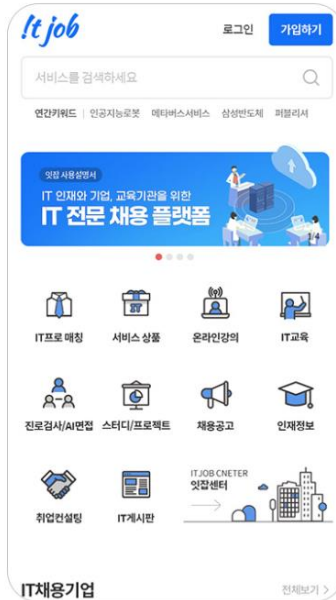 It job
로그인 가입하기
서비스를 검색하세요
연간키워드 | 인공지능로봇 메타버스서비스 삼성반도체 퍼블리셔
잇잡 사용설명서
IT 인재와 기업, 교육기관을 위한
IT 전문 채용 플랫폼
1/4
IT프로 매칭 서비스 상품 온라인강의 IT교육
진로검사/AI면접 스터디/프로젝트 채용공고 인재정보
ITJOB CNETER
잇잡센터
취업컨설팅 IT게시판
IT채용기업 전체보기 >